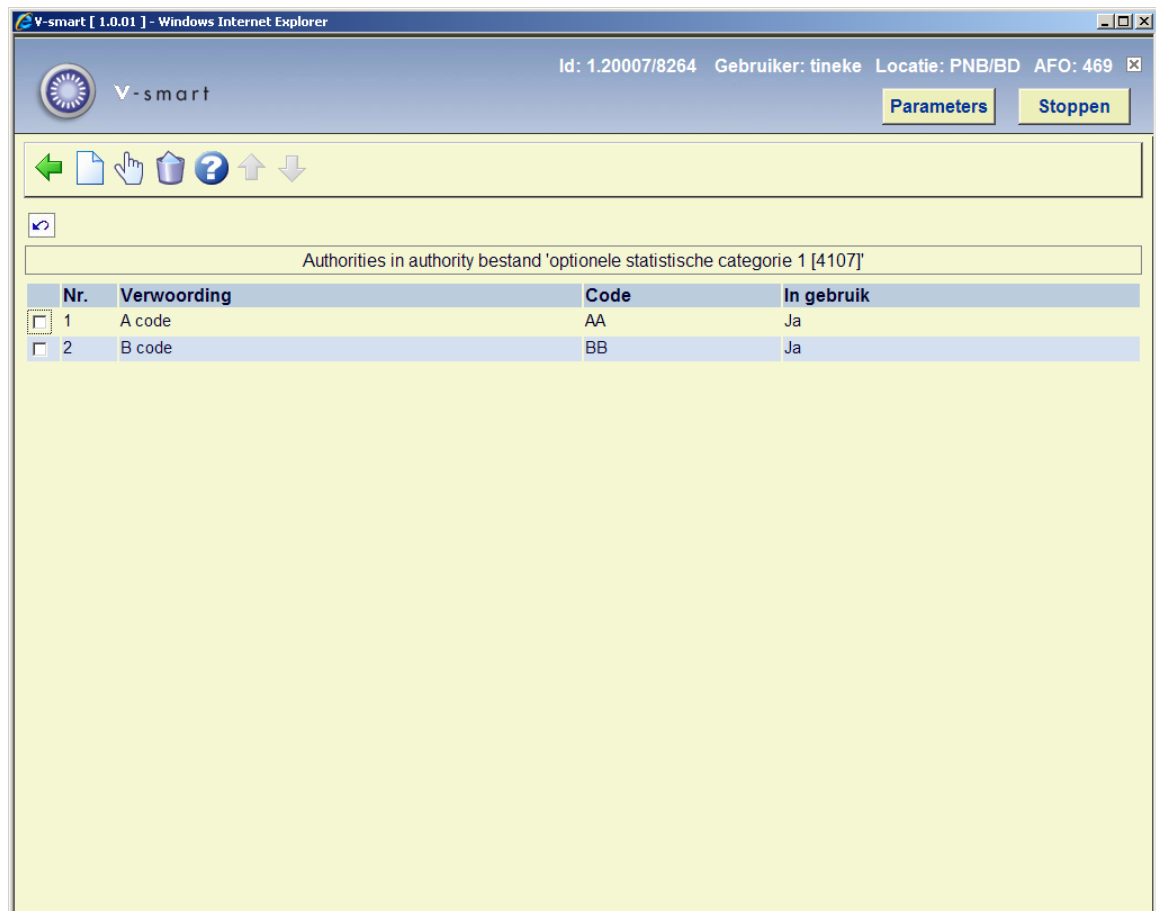 V-smart [ 1.0.01 ] - Windows Internet Explorer
Id: 1.20007/8264 Gebruiker: tineke Locatie: PNB/BD AFO: 469
V-smart
Parameters Stoppen
Authorities in authority bestand 'optionele statistische categorie 1 [4107]'
Nr. Verwoording Code In gebruik
1 A code AA Ja
2 B code BB Ja